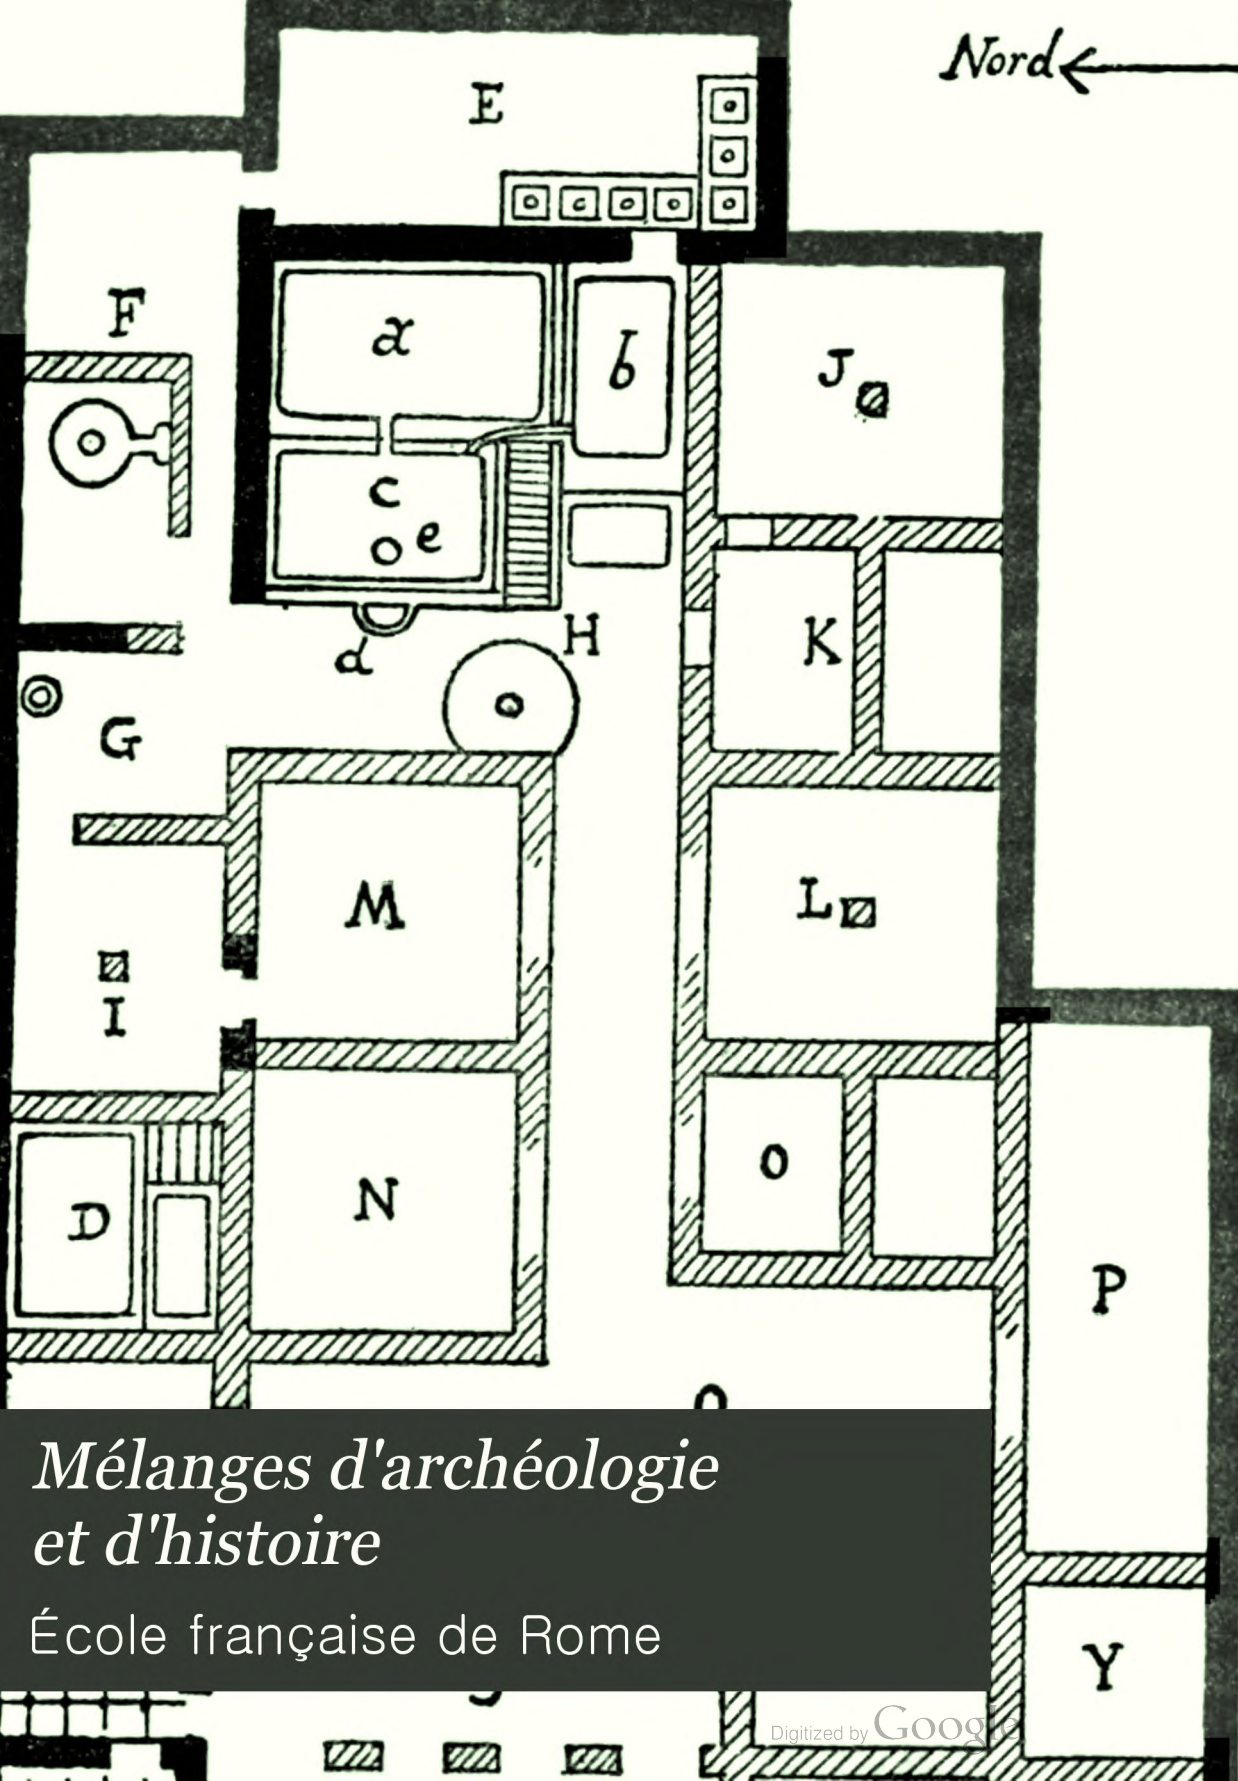 Nord
E
F
a
b
J
c
e
H
d
K
G
M
L
I
O
D
N
P
Mélanges d'archéologie
et d'histoire
École française de Rome
Y
Digitized by Google